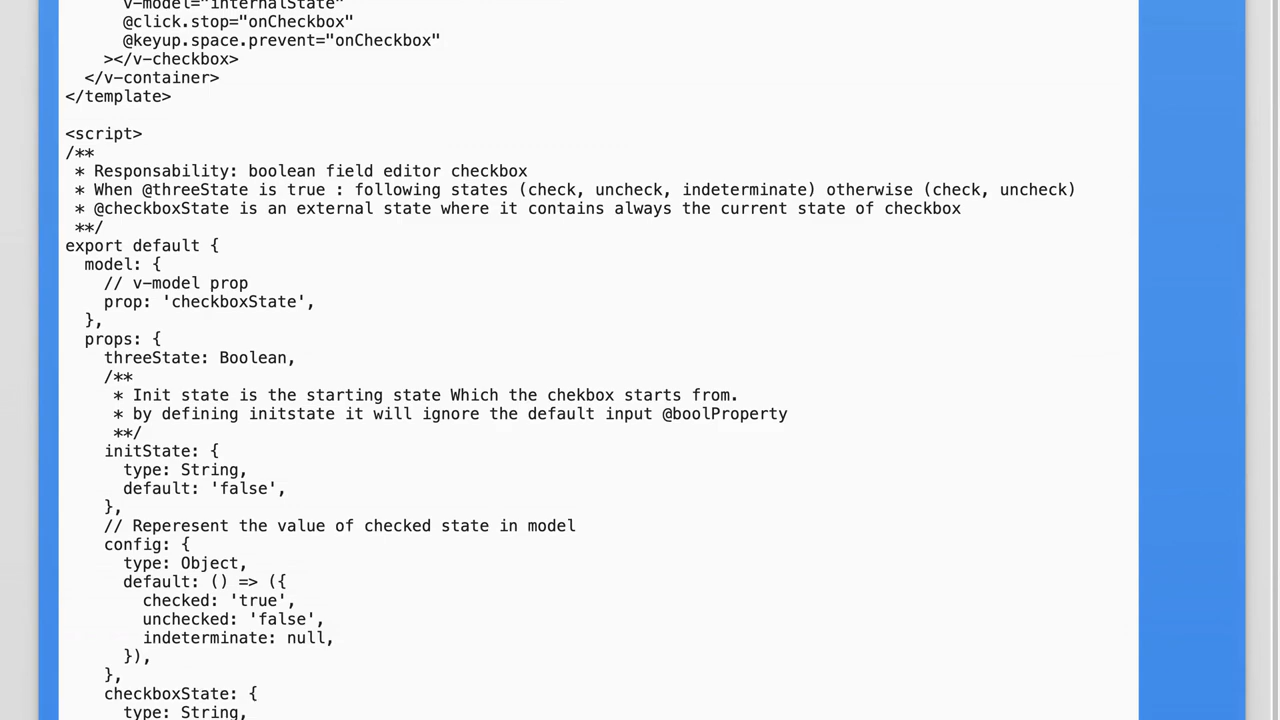 v-model="internalState"
@click.stop="onCheckbox"
@keyup.space.prevent="onCheckbox"
></v-checkbox>
</v-container>
</template>
<script>
/**
* Responsability: boolean field editor checkbox
* When @threeState is true : following states (check, uncheck, indeterminate) otherwise (check, uncheck)
* @checkboxState is an external state where it contains always the current state of checkbox
**/
export default {
model: {
// v-model prop
prop: 'checkboxState',
},
props: {
threeState: Boolean,
/**
* Init state is the starting state Which the chekbox starts from.
* by defining initstate it will ignore the default input @boolProperty
**/
initState: {
type: String,
default: 'false',
},
// Reperesent the value of checked state in model
config: {
type: Object,
default: () => ({
checked: 'true',
unchecked: 'false',
indeterminate: null,
}),
},
checkboxState: {
type: String,